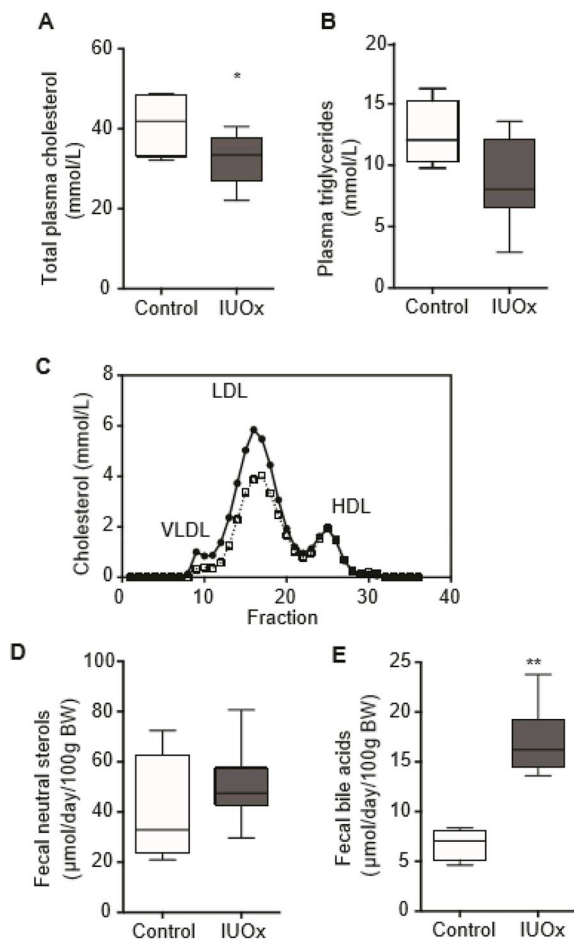 A
Total plasma cholesterol
(mmol/L)
60
40
20
0
*
Control
IUOx
B
Plasma triglycerides
(mmol/L)
20
15
10
5
0
Control
IUOx
C
Cholesterol (mmol/L)
8
6
4
2
0
LDL
VLDL
HDL
0
10
20
30
40
Fraction
D
Fecal neutral sterols
(µmol/day/100g BW)
100
80
60
40
20
0
Control
IUOx
E
Fecal bile acids
(µmol/day/100g BW)
25
20
15
10
5
0
**
Control
IUOx